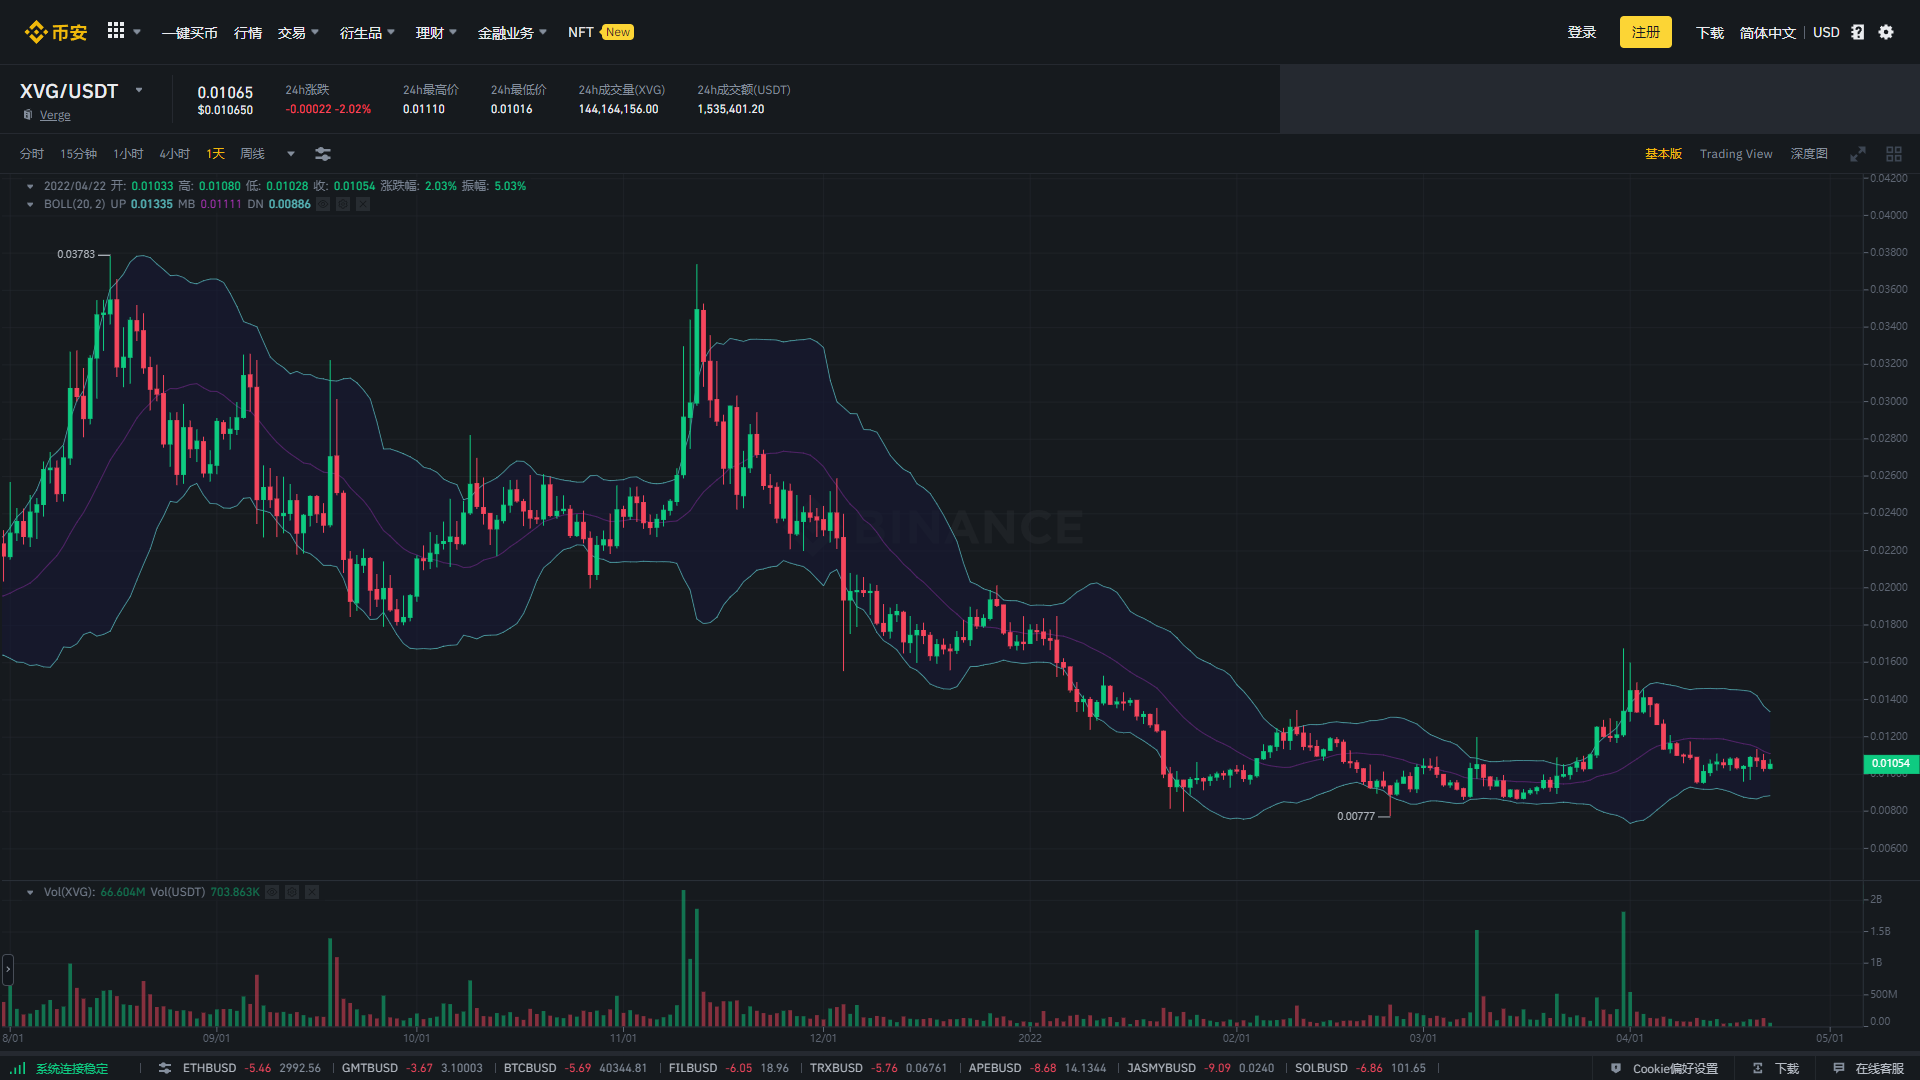 币安 一键买币 行情 交易 衍生品 理财 金融业务 NFT New 登录 注册 下载 简体中文 USD
XVG/USDT 0.01065 24h涨跌 24h最高价 24h最低价 24h成交量(XVG) 24h成交额(USDT)
Verge $0.010650 -0.00022 -2.02% 0.01110 0.01016 144,164,156.00 1,535,401.20
分时 15分钟 1小时 4小时 1天 周线 基本版 Trading View 深度图
2022/04/22 开: 0.01033 高: 0.01080 低: 0.01028 收: 0.01054 涨跌幅: 2.03% 振幅: 5.03%
BOLL(20, 2) UP 0.01335 MB 0.01111 DN 0.00886
0.04200
0.04000
0.03800
0.03783
0.03600
0.03400
0.03200
0.03000
0.02800
0.02600
0.02400
BINANCE
0.02200
0.02000
0.01800
0.01600
0.01400
0.01200
0.01054
0.00800
0.00777
0.00600
Vol(XVG): 66.604M Vol(USDT) 703.863K
2B
1.5B
1B
500M
0.00
8/01 09/01 10/01 11/01 12/01 2022 02/01 03/01 04/01 05/01
系统连接稳定 ETHBUSD -5.46 2992.56 GMTBUSD -3.67 3.10003 BTCBUSD -5.69 40344.81 FILBUSD -6.05 18.96 TRXBUSD -5.76 0.06761 APEBUSD -8.68 14.1344 JASMYBUSD -9.09 0.0240 SOLBUSD -6.86 101.65 Cookie偏好设置 下载 在线客服